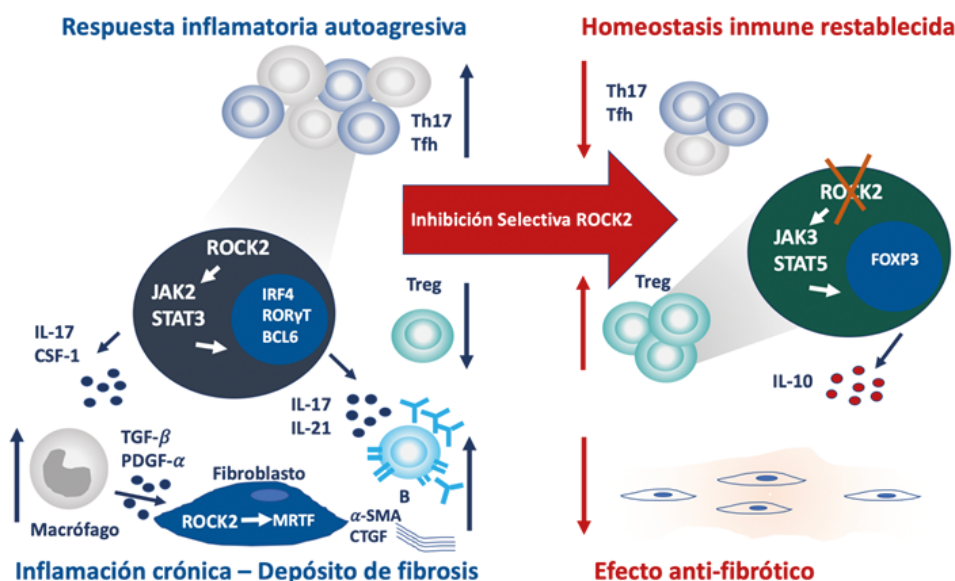 Respuesta inflamatoria autoagresiva
Homeostasis inmune restablecida
Th17
Tfh
Th17
Tfh
Inhibición Selectiva ROCK2
ROCK2
JAK2
STAT3
IRF4
RORγT
BCL6
Treg
Treg
ROCK2
JAK3
STAT5
FOXP3
IL-17
CSF-1
IL-17
IL-21
IL-10
TGF-β
PDGF-α
Macrófago
Fibroblasto
ROCK2
MRTF
B
α-SMA
CTGF
Inflamación crónica – Depósito de fibrosis
Efecto anti-fibrótico